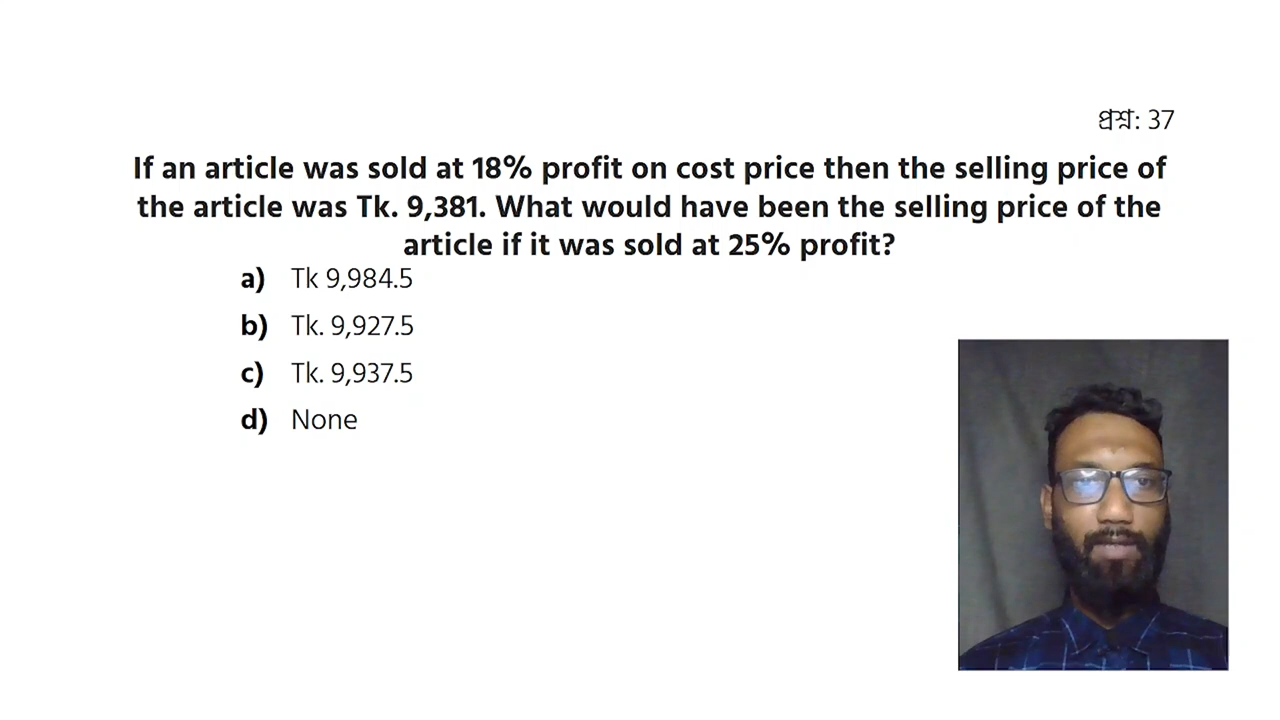 প্রশ্ন: 37
If an article was sold at 18% profit on cost price then the selling price of
the article was Tk. 9,381. What would have been the selling price of the
article if it was sold at 25% profit?
a) Tk 9,984.5
b) Tk. 9,927.5
c) Tk. 9,937.5
d) None